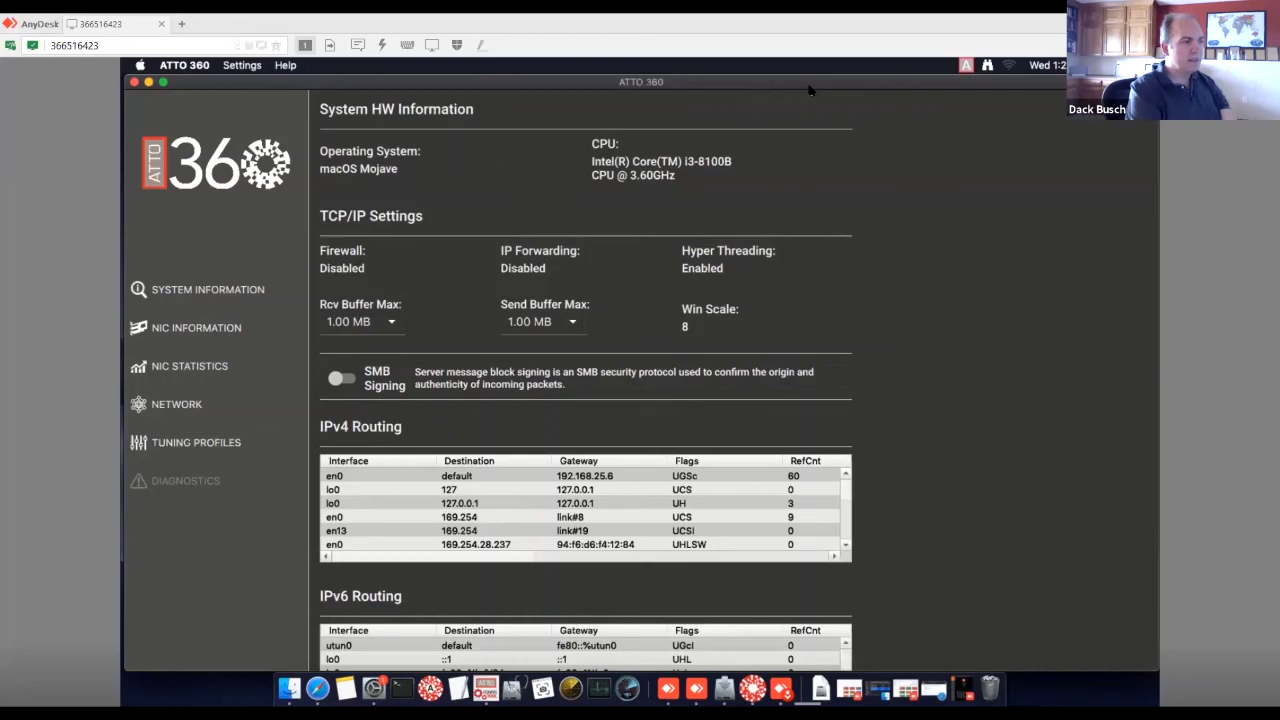 AnyDesk
366516423
366516423
1
ATTO 360
Settings
Help
A
Wed 1:2
ATTO 360
Dack Busch
ATTO 360
SYSTEM INFORMATION
NIC INFORMATION
NIC STATISTICS
NETWORK
TUNING PROFILES
DIAGNOSTICS
System HW Information
Operating System:
macOS Mojave
CPU:
Intel(R) Core(TM) i3-8100B
CPU @ 3.60GHz
TCP/IP Settings
Firewall:
Disabled
IP Forwarding:
Disabled
Hyper Threading:
Enabled
Rcv Buffer Max:
1.00 MB
Send Buffer Max:
1.00 MB
Win Scale:
8
SMB
Signing
Server message block signing is an SMB security protocol used to confirm the origin and
authenticity of incoming packets.
IPv4 Routing
Interface Destination Gateway Flags RefCnt
en0 default 192.168.25.6 UGSc 60
lo0 127 127.0.0.1 UCS 0
lo0 127.0.0.1 127.0.0.1 UH 3
en0 169.254 link#8 UCS 9
en13 169.254 link#19 UCSI 0
en0 169.254.28.237 94:f6:d6:f4:12:84 UHLSW 0
IPv6 Routing
Interface Destination Gateway Flags RefCnt
utun0 default fe80::%utun0 UGcI 0
lo0 ::1 ::1 UHL 0